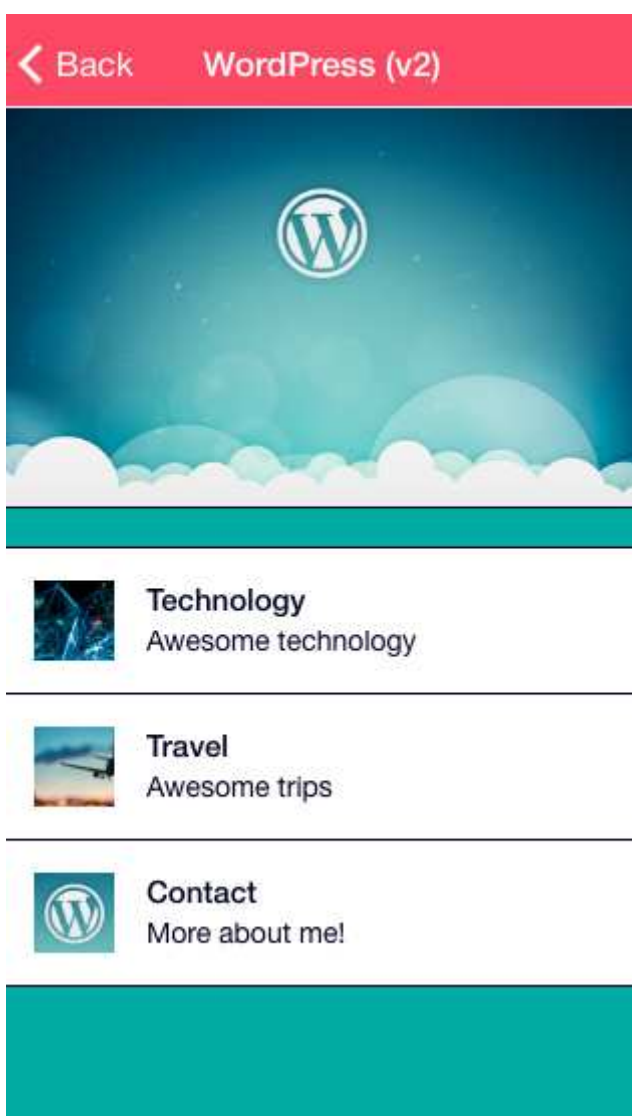 Back
WordPress (v2)
Technology
Awesome technology
Travel
Awesome trips
Contact
More about me!